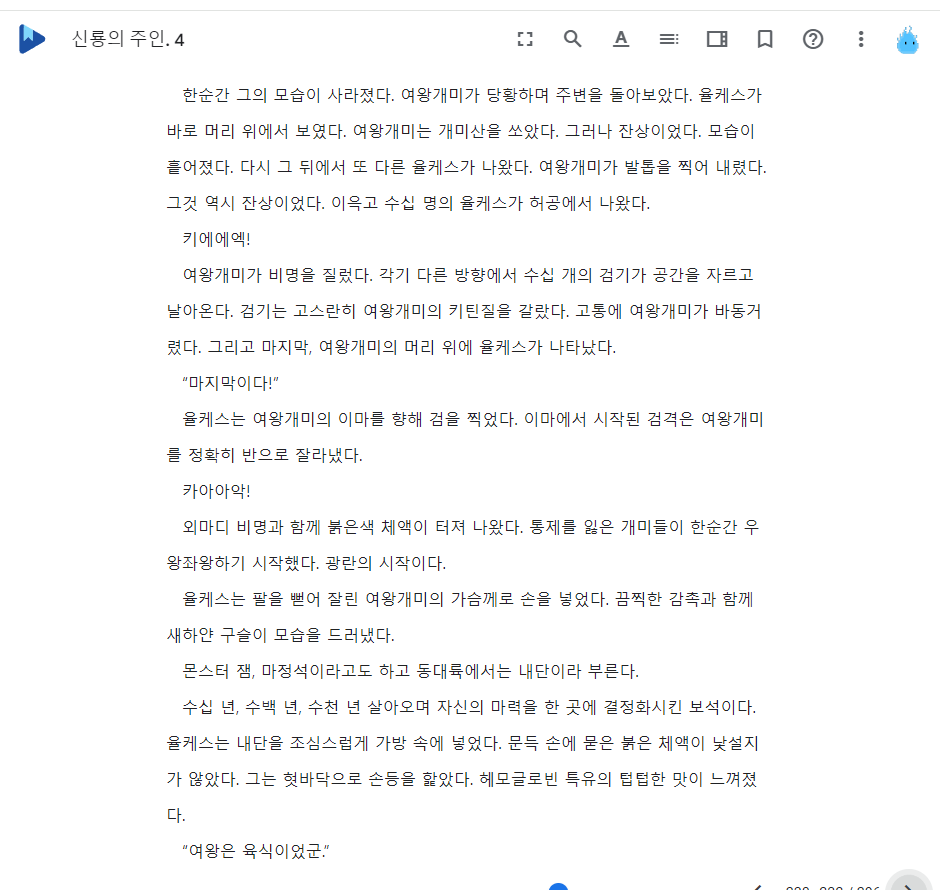 신룡의 주인. 4
한순간 그의 모습이 사라졌다. 여왕개미가 당황하며 주변을 돌아보았다. 율케스가
바로 머리 위에서 보였다. 여왕개미는 개미산을 쏘았다. 그러나 잔상이었다. 모습이
흩어졌다. 다시 그 뒤에서 또 다른 율케스가 나왔다. 여왕개미가 발톱을 찍어 내렸다.
그것 역시 잔상이었다. 이윽고 수십 명의 율케스가 허공에서 나왔다.
키에에엑!
여왕개미가 비명을 질렀다. 각기 다른 방향에서 수십 개의 검기가 공간을 자르고
날아온다. 검기는 고스란히 여왕개미의 키틴질을 갈랐다. 고통에 여왕개미가 바동거
렸다. 그리고 마지막, 여왕개미의 머리 위에 율케스가 나타났다.
“마지막이다!”
율케스는 여왕개미의 이마를 향해 검을 찍었다. 이마에서 시작된 검격은 여왕개미
를 정확히 반으로 잘라냈다.
카아아악!
외마디 비명과 함께 붉은색 체액이 터져 나왔다. 통제를 잃은 개미들이 한순간 우
왕좌왕하기 시작했다. 광란의 시작이다.
율케스는 팔을 뻗어 잘린 여왕개미의 가슴께로 손을 넣었다. 끔찍한 감촉과 함께
새하얀 구슬이 모습을 드러냈다.
몬스터 잼, 마정석이라고도 하고 동대륙에서는 내단이라 부른다.
수십 년, 수백 년, 수천 년 살아오며 자신의 마력을 한 곳에 결정화시킨 보석이다.
율케스는 내단을 조심스럽게 가방 속에 넣었다. 문득 손에 묻은 붉은 체액이 낯설지
가 않았다. 그는 혓바닥으로 손등을 핥았다. 헤모글로빈 특유의 텁텁한 맛이 느껴졌
다.
“여왕은 육식이었군.”